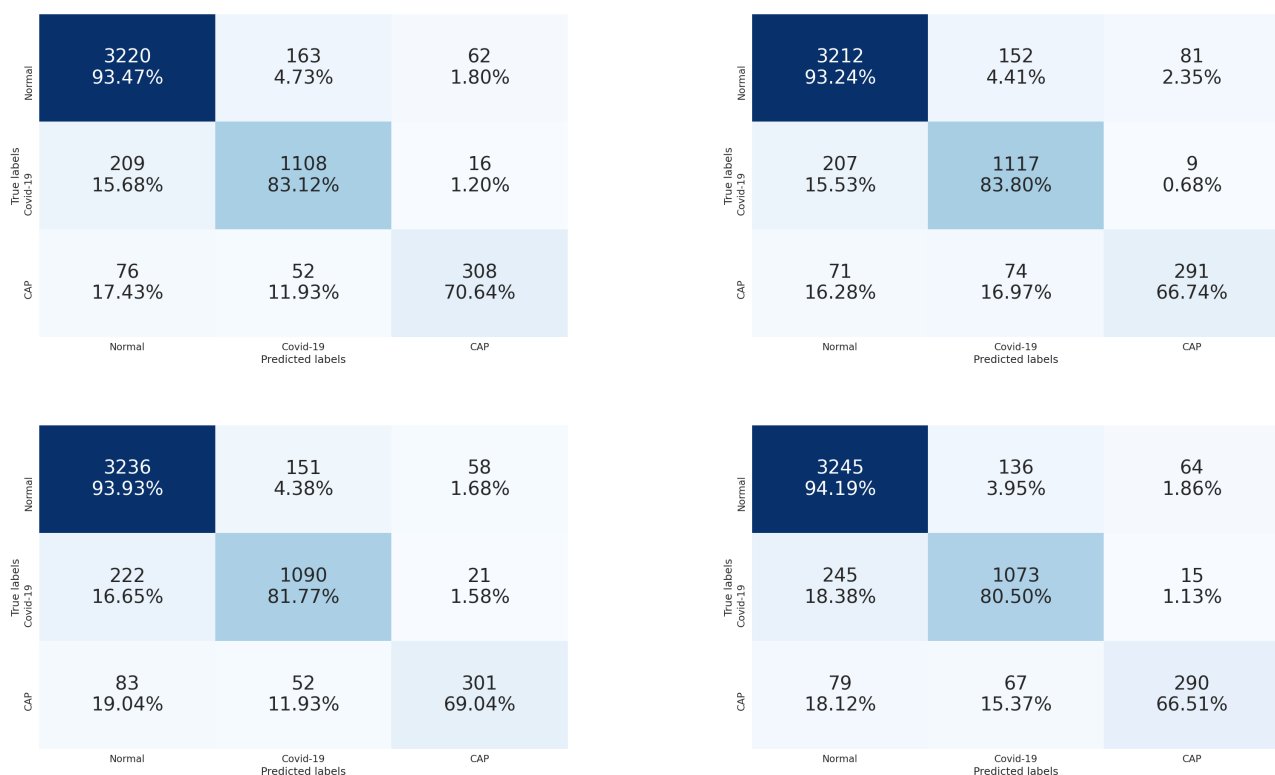 3220 163 62
93.47% 4.73% 1.80%
Normal
209 1108 16
15.68% 83.12% 1.20%
True labels
Covid-19
76 52 308
17.43% 11.93% 70.64%
CAP
Normal Covid-19 CAP
Predicted labels
3212 152 81
93.24% 4.41% 2.35%
Normal
207 1117 9
15.53% 83.80% 0.68%
True labels
Covid-19
71 74 291
16.28% 16.97% 66.74%
CAP
Normal Covid-19 CAP
Predicted labels
3236 151 58
93.93% 4.38% 1.68%
Normal
222 1090 21
16.65% 81.77% 1.58%
True labels
Covid-19
83 52 301
19.04% 11.93% 69.04%
CAP
Normal Covid-19 CAP
Predicted labels
3245 136 64
94.19% 3.95% 1.86%
Normal
245 1073 15
18.38% 80.50% 1.13%
True labels
Covid-19
79 67 290
18.12% 15.37% 66.51%
CAP
Normal Covid-19 CAP
Predicted labels